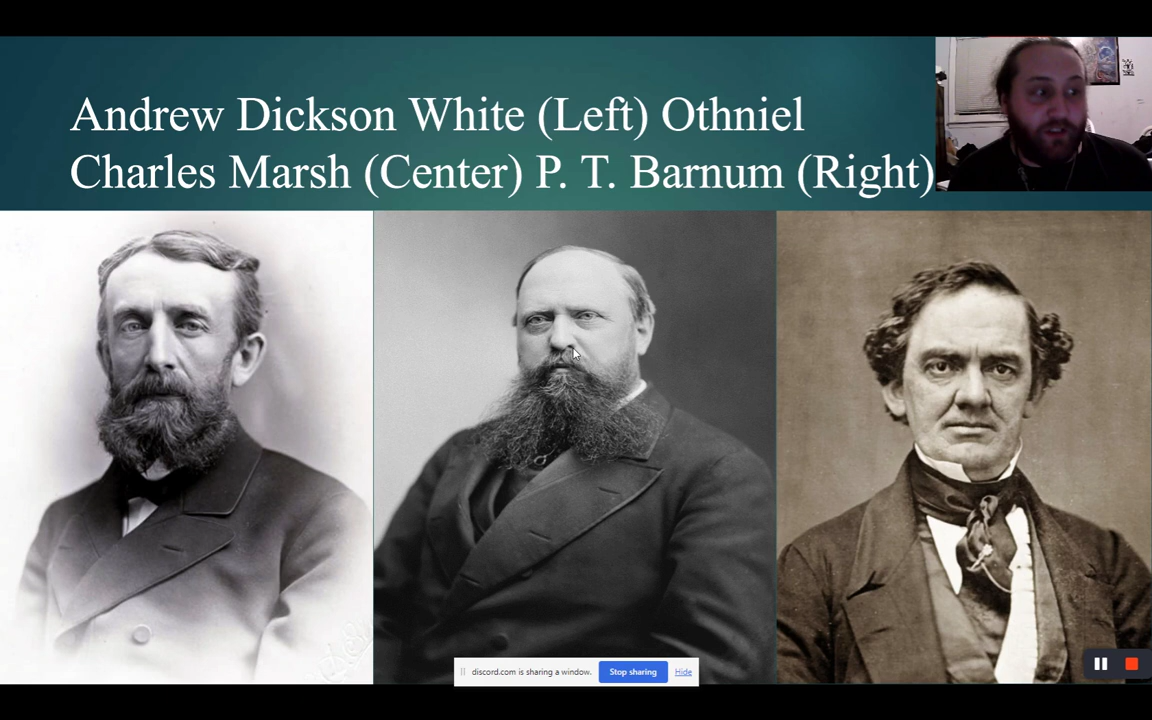 Andrew Dickson White (Left) Othniel
Charles Marsh (Center) P. T. Barnum (Right)
discord.com is sharing a window. Stop sharing Hide